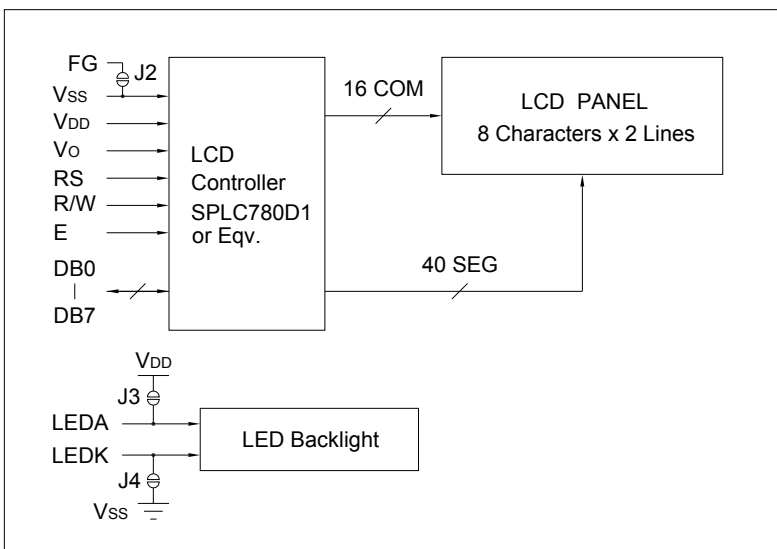 FG
J2
VSS
VDD
VO
RS
R/W
E
DB0
DB7
LCD
Controller
SPLC780D1
or Eqv.
16 COM
40 SEG
LCD PANEL
8 Characters x 2 Lines
VDD
J3
LEDA
LEDK
J4
VSS
LED Backlight